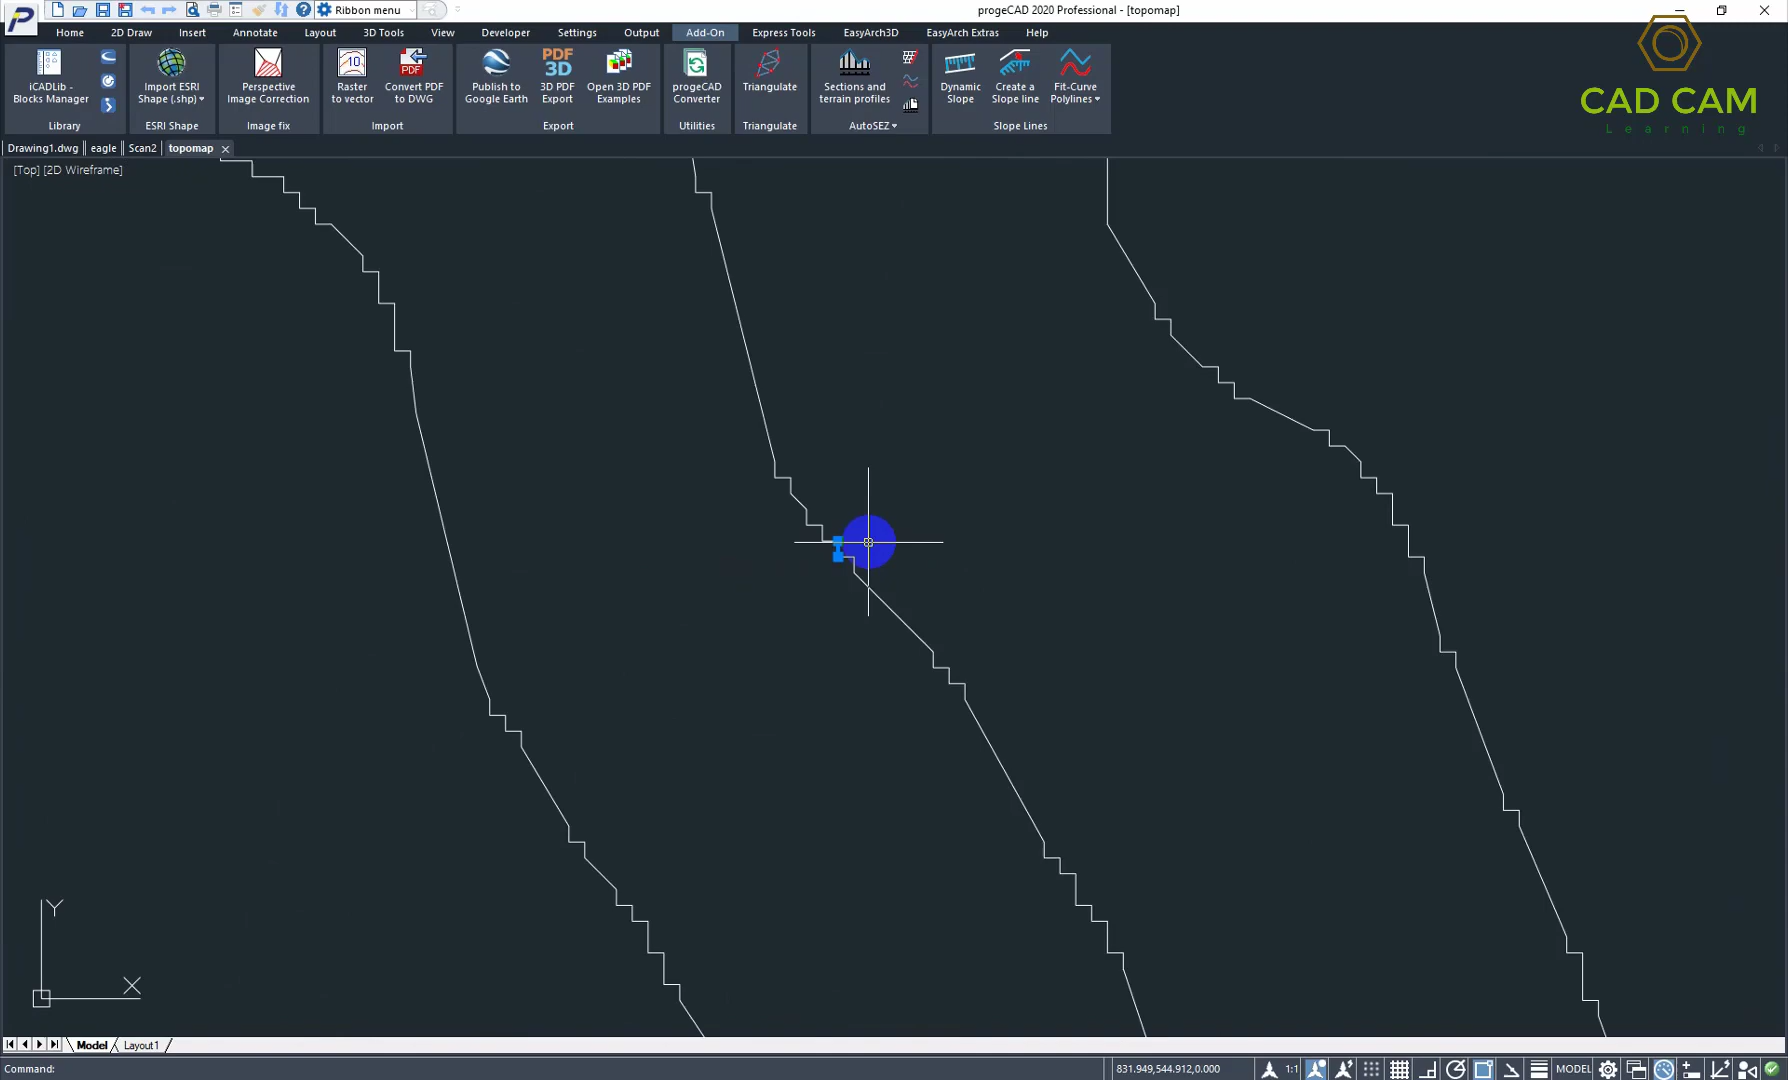 Ribbon menu
progeCAD 2020 Professional - [topomap]
Home 2D Draw Insert Annotate Layout 3D Tools View Developer Settings Output Add-On Express Tools EasyArch3D EasyArch Extras Help
iCADLib -
Blocks Manager
Library
Import ESRI
Shape (.shp)
ESRI Shape
Perspective
Image Correction
Image fix
10
Raster
to vector
PDF
Convert PDF
to DWG
Import
Publish to
Google Earth
PDF
3D
3D PDF
Export
Open 3D PDF
Examples
Export
progeCAD
Converter
Utilities
Triangulate
Triangulate
Sections and
terrain profiles
AutoSEZ
Dynamic
Slope
Create a
Slope line
Fit-Curve
Polylines
Slope Lines
CAD CAM
Learning
Drawing1.dwg eagle Scan2 topomap
[Top] [2D Wireframe]
Y
X
Model Layout1
Command:
831.949,544.912,0.000
1:1
MODEL